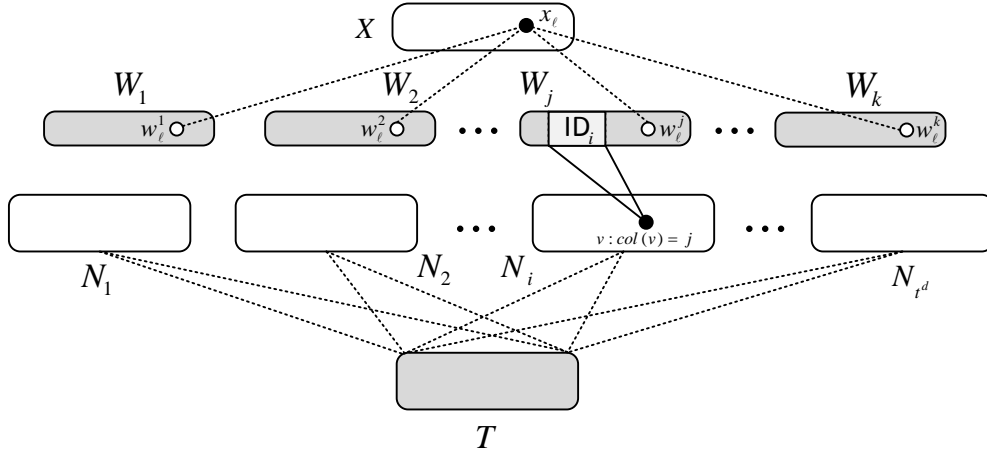 X x_ℓ
W_1 W_2 W_j W_k
w_ℓ^1 w_ℓ^2 • • • ID_i w_ℓ^j • • • w_ℓ^k
• • • • • •
v : col (v) = j
N_1 N_2 N_i N_{t^d}
T